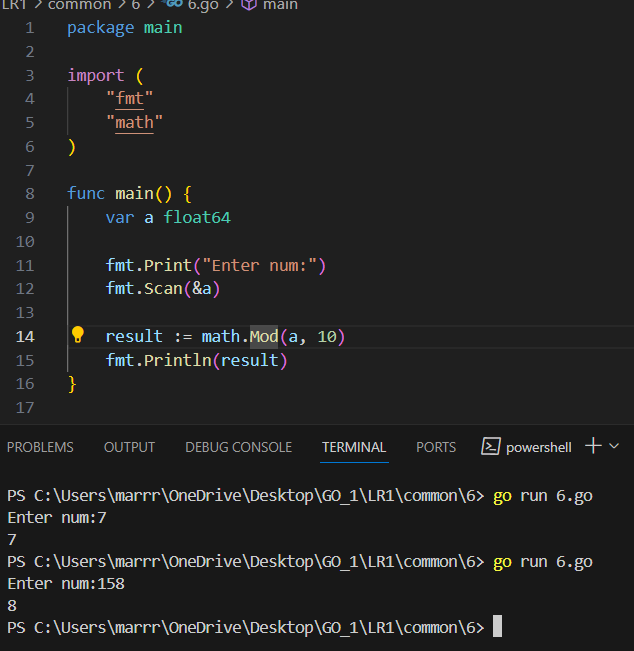 LR1 > common > 6 > 6.go > main
1 package main
2
3 import (
4 "fmt"
5 "math"
6 )
7
8 func main() {
9 var a float64
10
11 fmt.Print("Enter num:")
12 fmt.Scan(&a)
13
14 result := math.Mod(a, 10)
15 fmt.Println(result)
16 }
17
PROBLEMS OUTPUT DEBUG CONSOLE TERMINAL PORTS powershell
PS C:\Users\marrr\OneDrive\Desktop\GO_1\LR1\common\6> go run 6.go
Enter num:7
7
PS C:\Users\marrr\OneDrive\Desktop\GO_1\LR1\common\6> go run 6.go
Enter num:158
8
PS C:\Users\marrr\OneDrive\Desktop\GO_1\LR1\common\6>